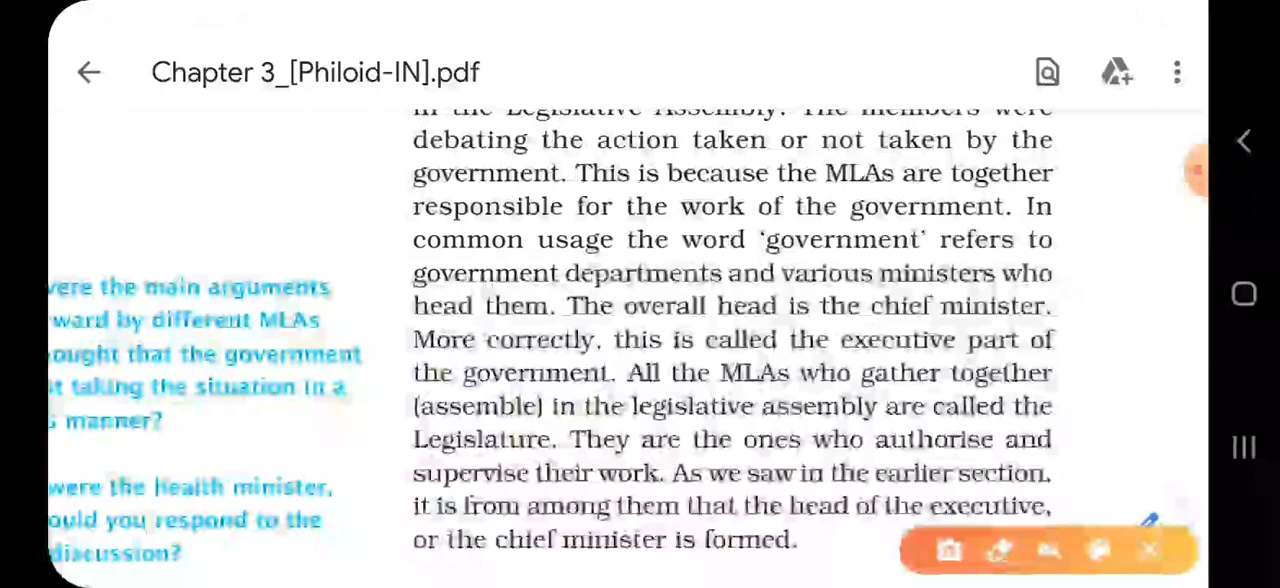 Chapter 3_[Philoid-IN].pdf
in the Legislative Assembly. The members were
debating the action taken or not taken by the
government. This is because the MLAs are together
responsible for the work of the government. In
common usage the word ‘government’ refers to
government departments and various ministers who
head them. The overall head is the chief minister.
More correctly, this is called the executive part of
the government. All the MLAs who gather together
(assemble) in the legislative assembly are called the
Legislature. They are the ones who authorise and
supervise their work. As we saw in the earlier section,
it is from among them that the head of the executive,
or the chief minister is formed.
vere the main arguments
ward by different MLAs
ought that the government
t taking the situation in a
s manner?
were the Health minister,
ould you respond to the
discussion?